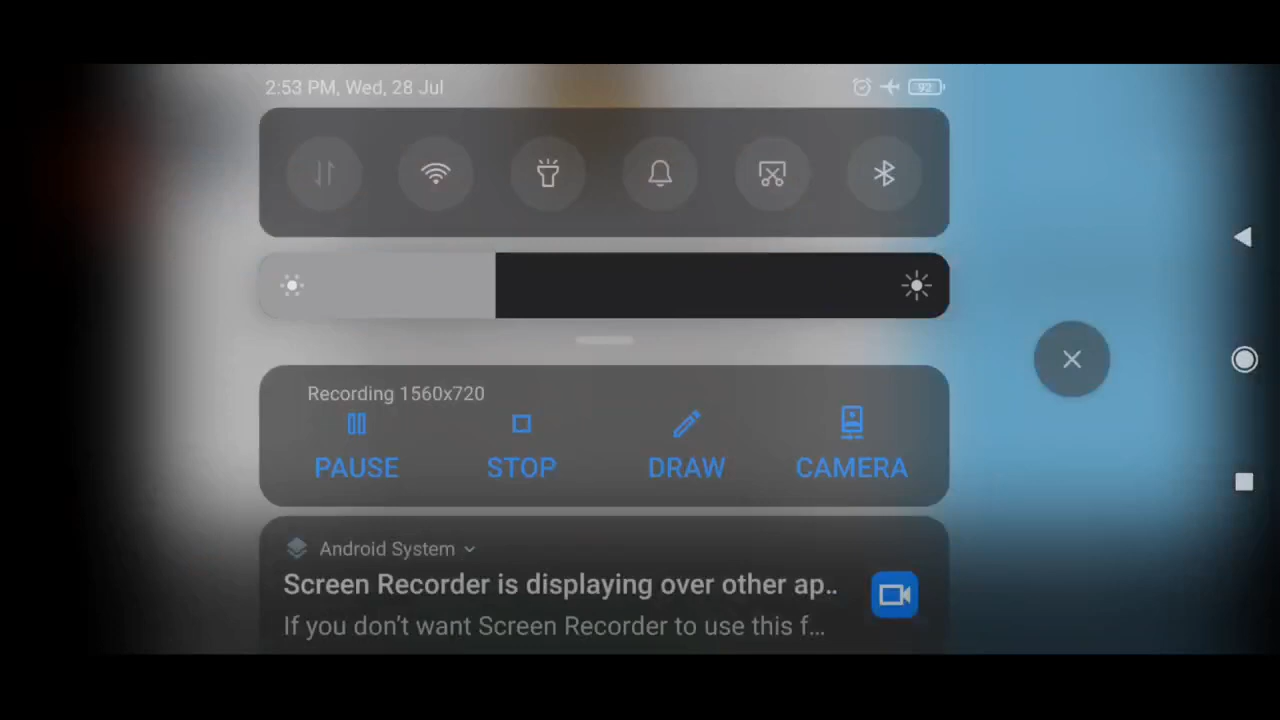 2:53 PM, Wed, 28 Jul
92
Recording 1560x720
PAUSE STOP DRAW CAMERA
Android System
Screen Recorder is displaying over other ap..
If you don't want Screen Recorder to use this f...